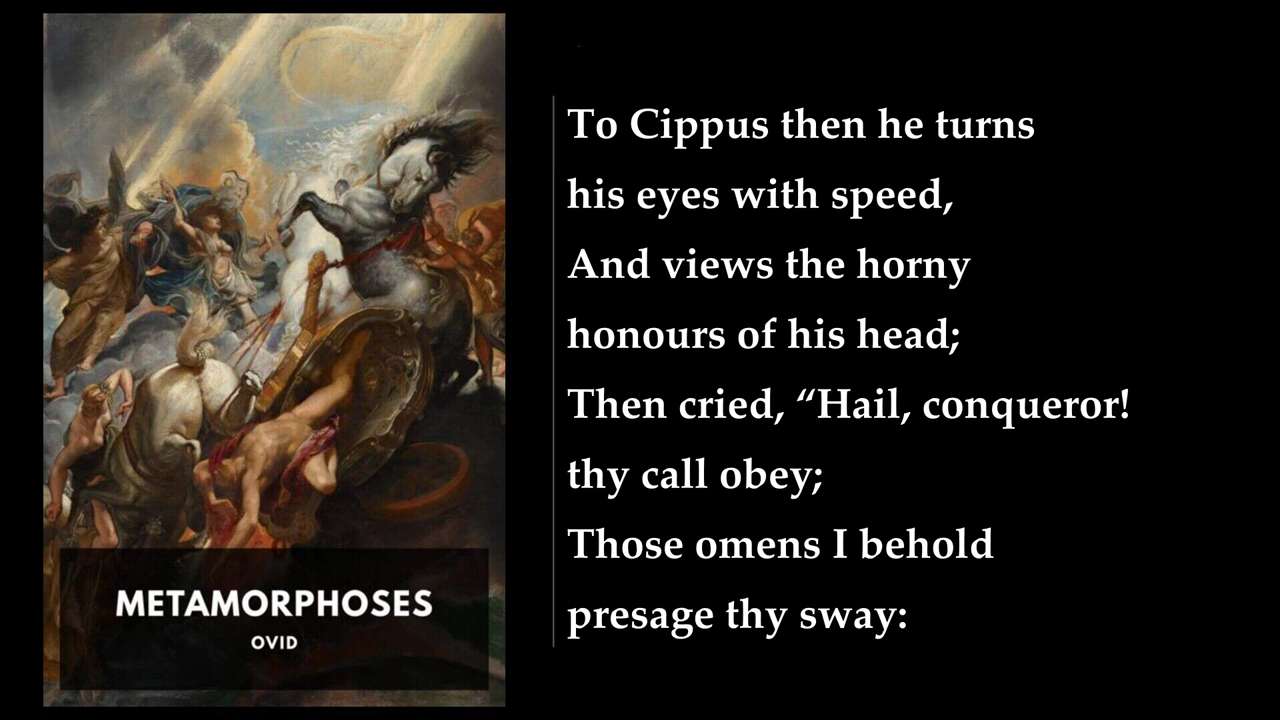 METAMORPHOSES
OVID
To Cippus then he turns
his eyes with speed,
And views the horny
honours of his head;
Then cried, “Hail, conqueror!
thy call obey;
Those omens I behold
presage thy sway: